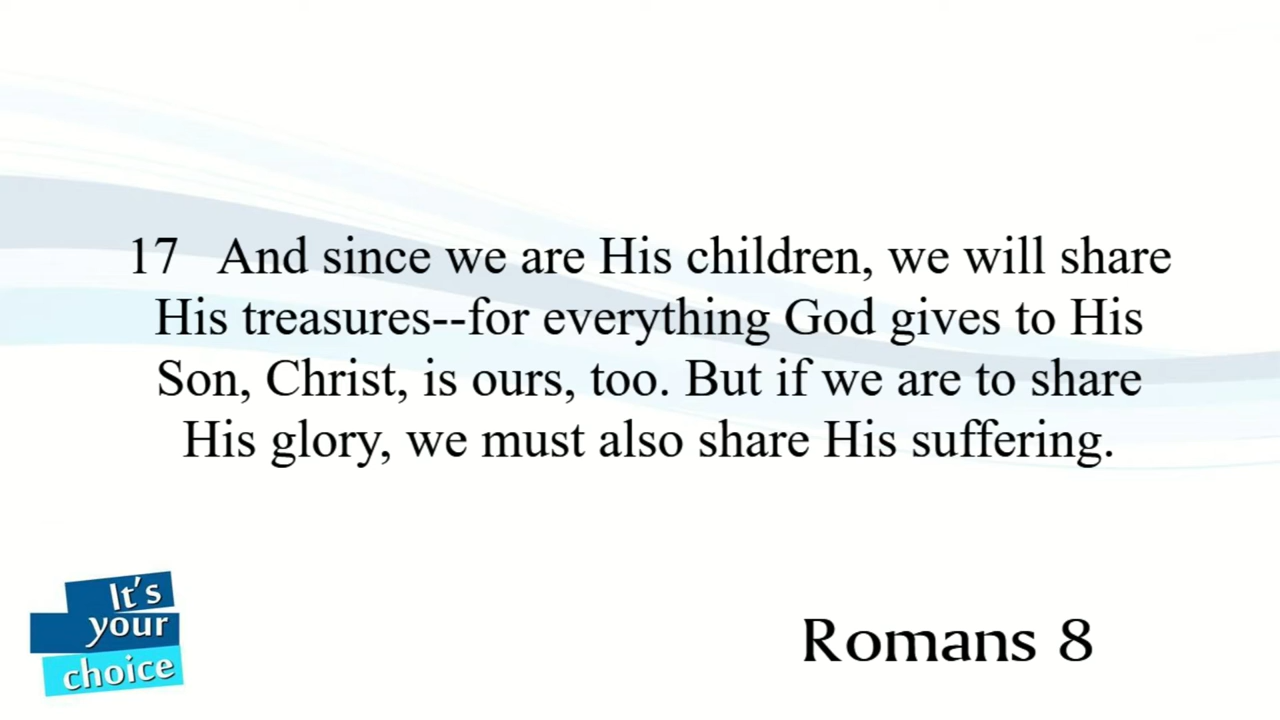 17 And since we are His children, we will share
His treasures--for everything God gives to His
Son, Christ, is ours, too. But if we are to share
His glory, we must also share His suffering.
It's
your
choice
Romans 8